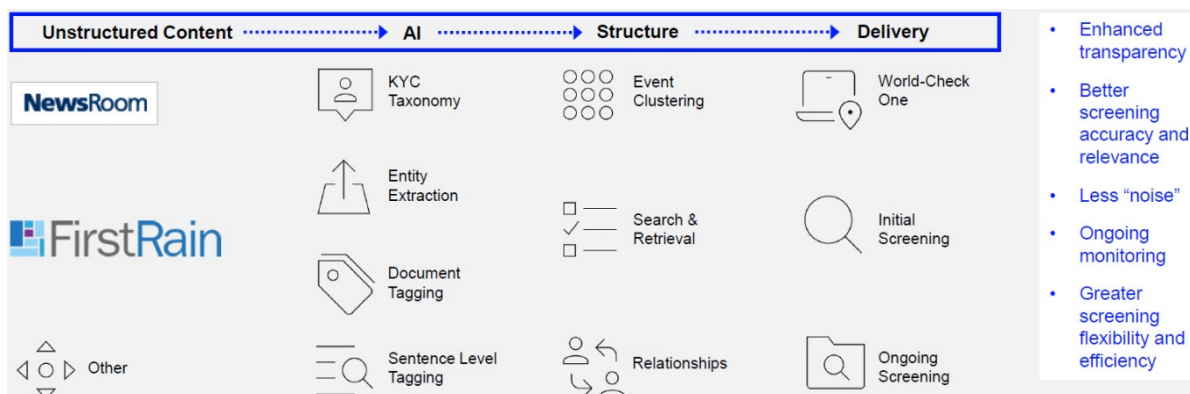 Unstructured Content
AI
Structure
Delivery
NewsRoom
KYC
Taxonomy
Event
Clustering
World-Check
One
Entity
Extraction
FirstRain
Search &
Retrieval
Initial
Screening
Document
Tagging
Other
Sentence Level
Tagging
Relationships
Ongoing
Screening
• Enhanced
transparency
• Better
screening
accuracy and
relevance
• Less “noise”
• Ongoing
monitoring
• Greater
screening
flexibility and
efficiency